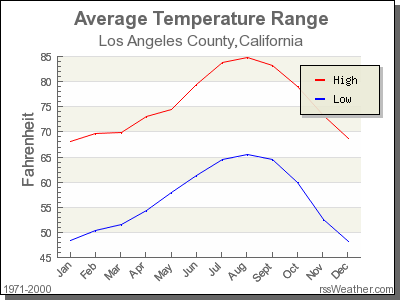 Average Temperature Range
Los Angeles County,California
Fahrenheit
85
80
75
70
65
60
55
50
45
High
Low
Jan Feb Mar Apr May Jun Jul Aug Sept Oct Nov Dec
1971-2000
rssWeather.com